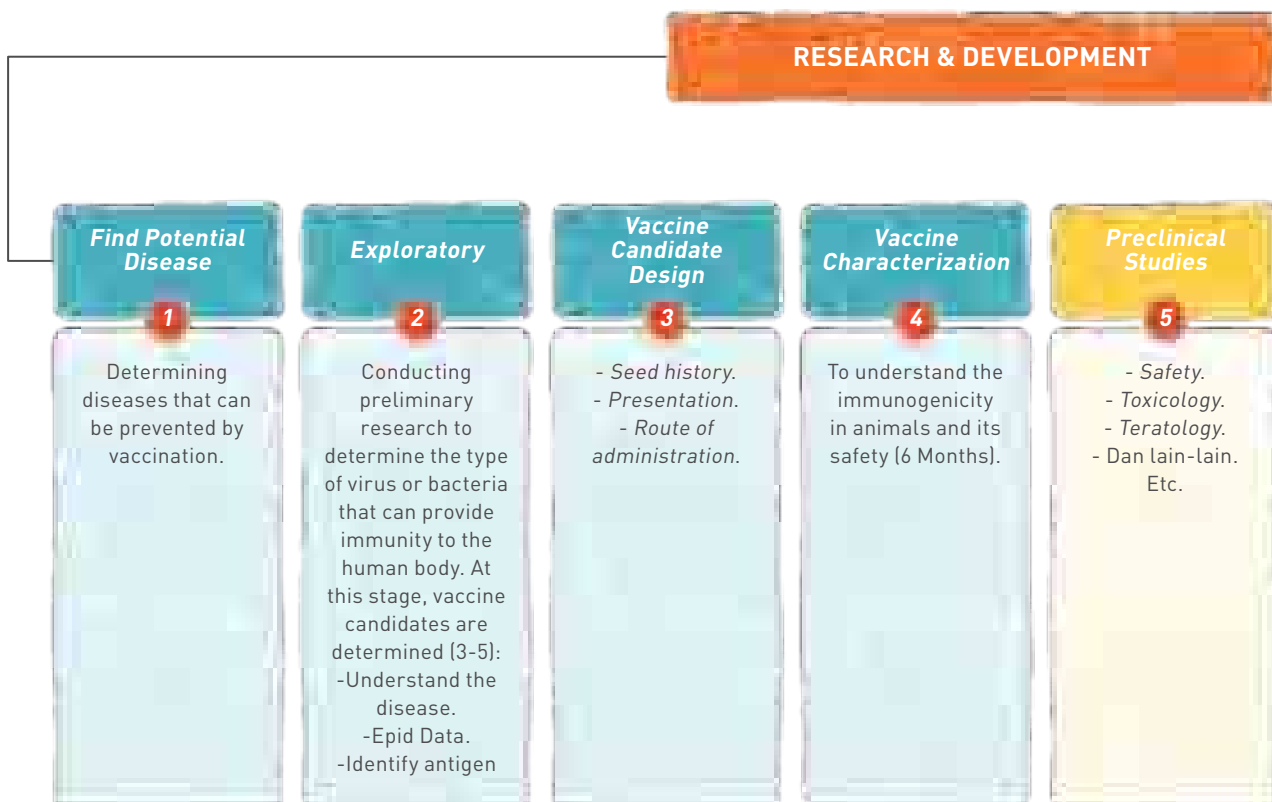 RESEARCH & DEVELOPMENT
Find Potential
Disease
1
Determining
diseases that can
be prevented by
vaccination.
Exploratory
2
Conducting
preliminary
research to
determine the type
of virus or bacteria
that can provide
immunity to the
human body. At
this stage, vaccine
candidates are
determined (3-5):
-Understand the
disease.
-Epid Data.
-Identify antigen
Vaccine
Candidate
Design
3
- Seed history.
- Presentation.
- Route of
administration.
Vaccine
Characterization
4
To understand the
immunogenicity
in animals and its
safety (6 Months).
Preclinical
Studies
5
- Safety.
- Toxicology.
- Teratology.
- Dan lain-lain.
Etc.